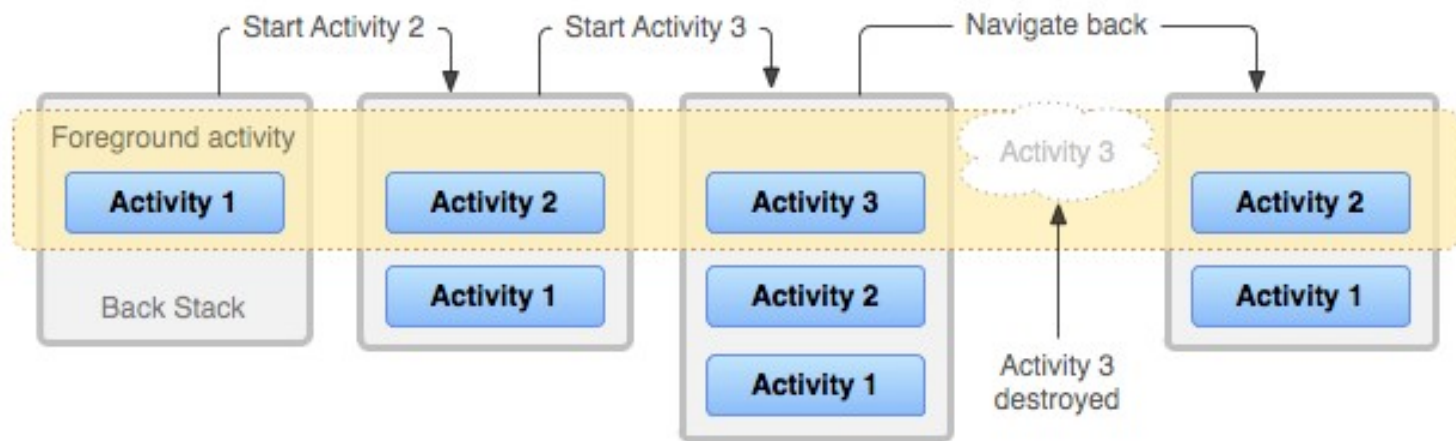 Start Activity 2
Start Activity 3
Navigate back
Foreground activity
Activity 3
Activity 1
Activity 2
Activity 3
Activity 2
Back Stack
Activity 1
Activity 2
Activity 1
Activity 1
Activity 3
destroyed